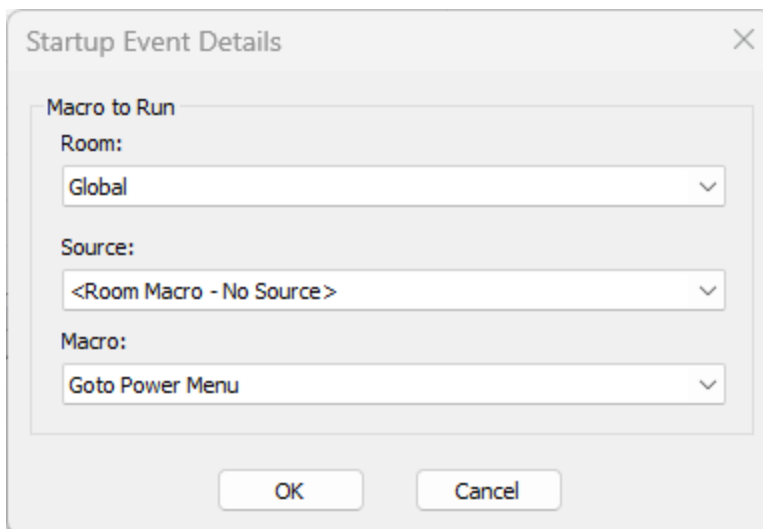 Startup Event Details
Macro to Run
Room:
Global
Source:
<Room Macro - No Source>
Macro:
Goto Power Menu
OK
Cancel